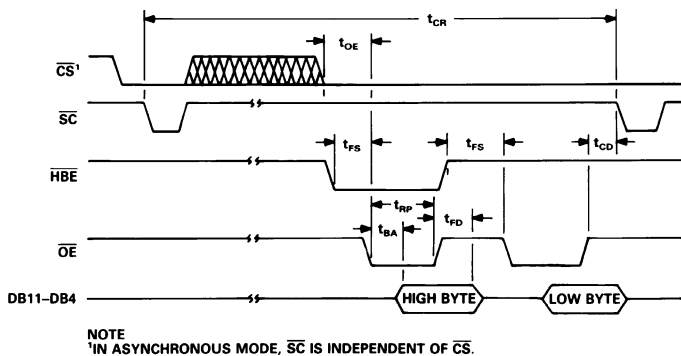 tCR
tOE
CS¹
SC
tFS
tFS
tCD
HBE
tRP
tBA
tFD
OE
DB11–DB4
HIGH BYTE
LOW BYTE
NOTE
¹IN ASYNCHRONOUS MODE, SC IS INDEPENDENT OF CS.